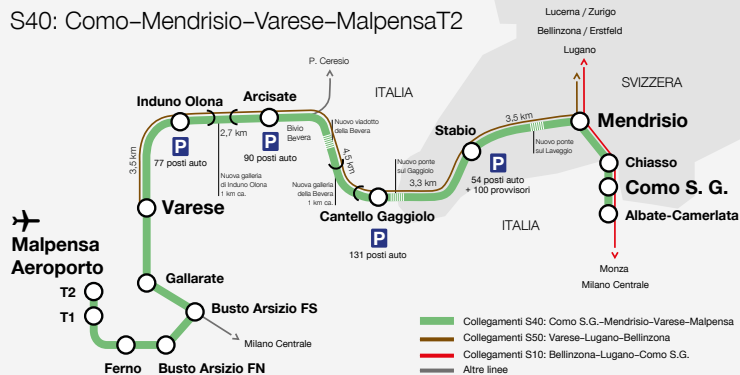 S40: Como–Mendrisio–Varese–MalpensaT2
Lucerna / Zurigo
Bellinzona / Erstfeld
Lugano
P. Ceresio
ITALIA
SVIZZERA
Induno Olona
Arcisate
2,7 km
Bivio
Bevera
Nuovo viadotto
della Bevera
3,5 km
Mendrisio
Stabio
P
77 posti auto
P
90 posti auto
3,5 km
4,5 km
Nuova galleria
di Induno Olona
1 km ca.
Nuova galleria
della Bevera
1 km ca.
Nuovo ponte
sul Gaggiolo
3,3 km
P
54 posti auto
+ 100 provvisori
Nuovo ponte
sul Laveggio
Chiasso
Como S. G.
Albate-Camerlata
Varese
Cantello Gaggiolo
P
131 posti auto
ITALIA
Monza
Milano Centrale
Malpensa
Aeroporto
T2
T1
Gallarate
Busto Arsizio FS
Milano Centrale
Ferno
Busto Arsizio FN
Collegamenti S40: Como S.G.–Mendrisio–Varese–Malpensa
Collegamenti S50: Varese–Lugano–Bellinzona
Collegamenti S10: Bellinzona–Lugano–Como S.G.
Altre linee